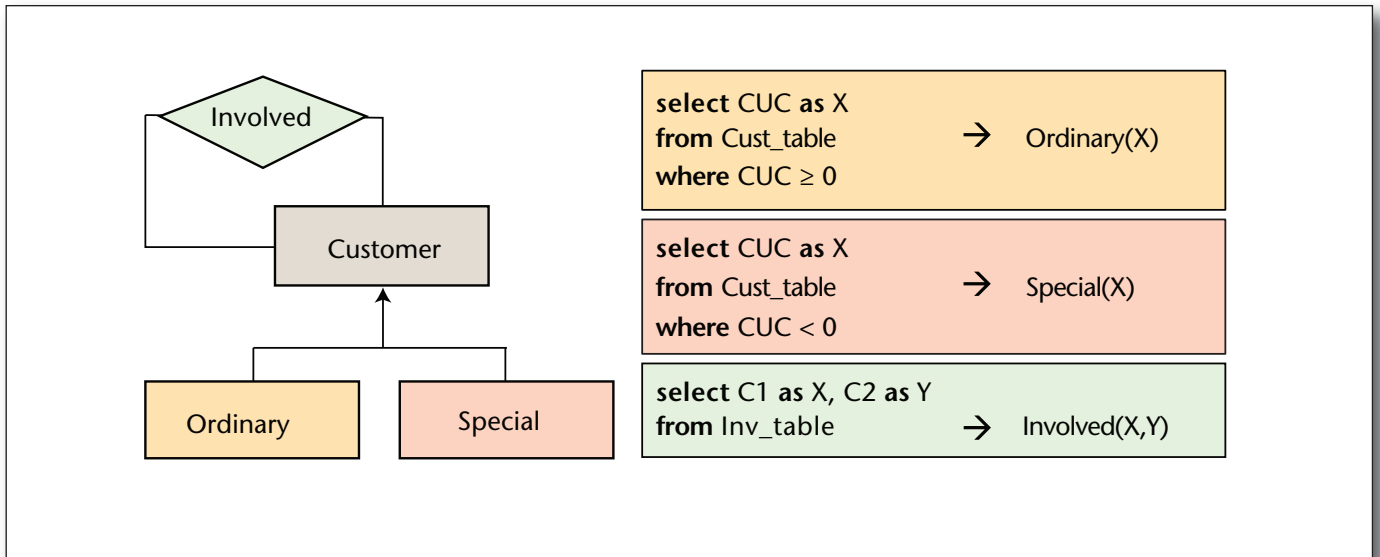 Involved
Customer
Ordinary
Special
select CUC as X
from Cust_table → Ordinary(X)
where CUC ≥ 0
select CUC as X
from Cust_table → Special(X)
where CUC < 0
select C1 as X, C2 as Y
from Inv_table → Involved(X,Y)